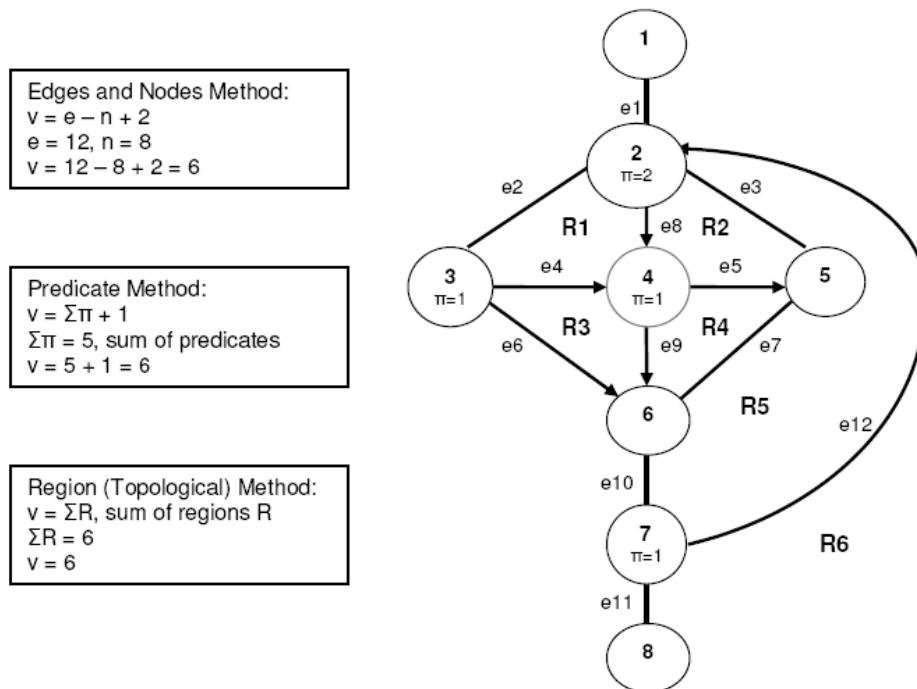 Edges and Nodes Method:
v = e – n + 2
e = 12, n = 8
v = 12 – 8 + 2 = 6
Predicate Method:
v = Σπ + 1
Σπ = 5, sum of predicates
v = 5 + 1 = 6
Region (Topological) Method:
v = ΣR, sum of regions R
ΣR = 6
v = 6
1
e1
2
π=2
e2
e3
R1
e8
R2
3
π=1
e4
4
π=1
e5
5
R3
R4
e6
e9
e7
6
R5
e12
e10
7
π=1
R6
e11
8